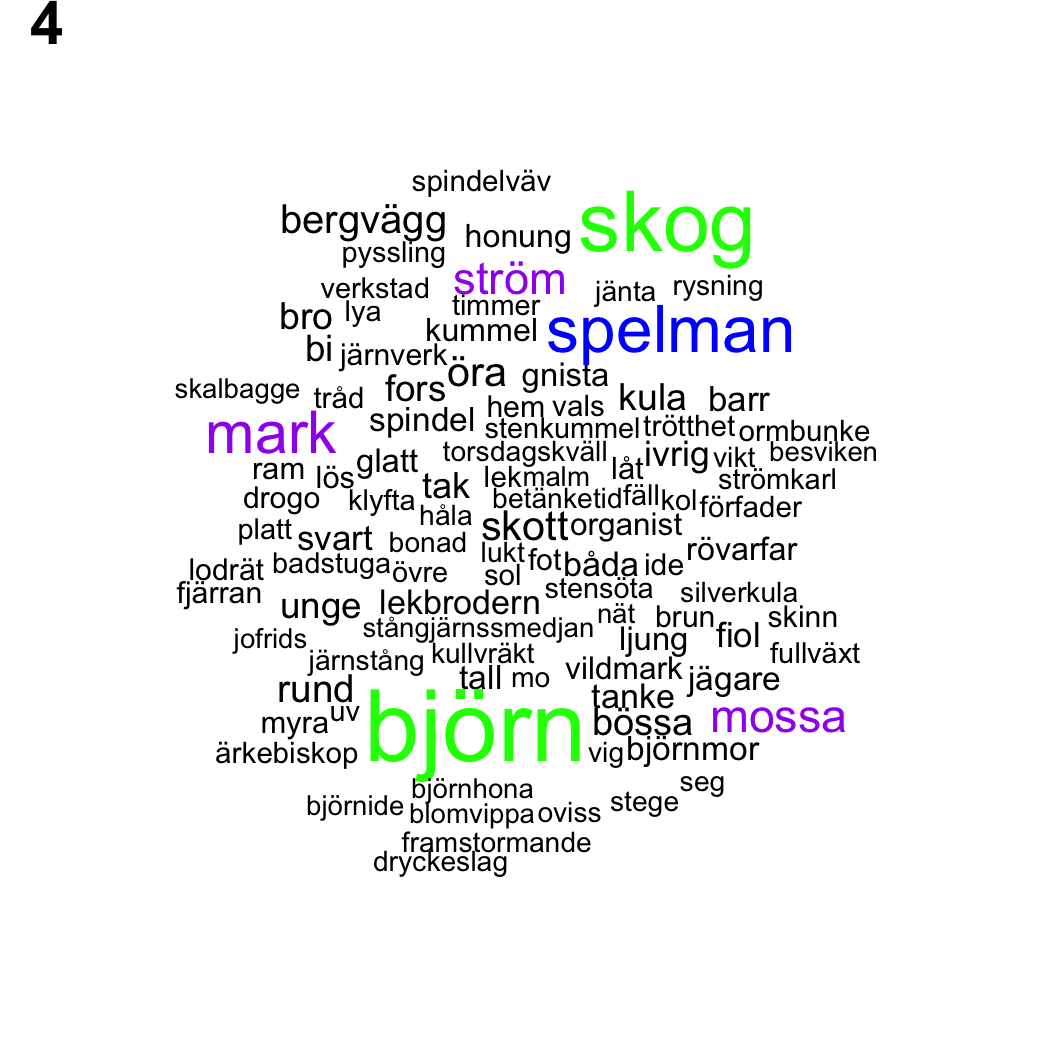 4
spindelväv
bergvägg honung skog
pyssling
verkstad ström jänta rysning
bro lya timmer
kummel spelman
bi järnverk öra gnista
skalbagge tråd fors hem vals kula barr
mark spindel stenkummel trötthet ormbunke
ram lös glatt torsdagskväll låt ivrig vikt besviken
drogo klyfta tak lekmalm betänketid fäll kol strömkarl
förfader
platt svart håla skott organist
bonad lukt fot båda ide rövarfar
lodrät badstuga övre sol
fjärran unge lekbrodern stensöta silverkula
stångjärnssmedjan nät brun skinn
jofrids järnstång kullvräkt ljung fiol fullväxt
rund tall mo vildmark jägare
myra uv björn tanke
bössa mossa
ärkebiskop vig björnmor
björnide björnhona stege seg
blomvippa oviss
framstormande
dryckeslag